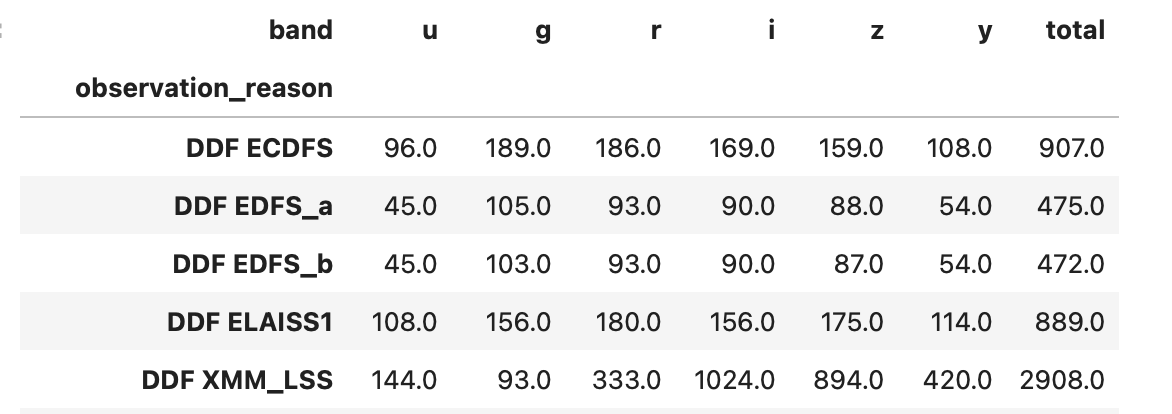 band u g r i z y total
observation_reason
DDF ECDFS 96.0 189.0 186.0 169.0 159.0 108.0 907.0
DDF EDFS_a 45.0 105.0 93.0 90.0 88.0 54.0 475.0
DDF EDFS_b 45.0 103.0 93.0 90.0 87.0 54.0 472.0
DDF ELAISS1 108.0 156.0 180.0 156.0 175.0 114.0 889.0
DDF XMM_LSS 144.0 93.0 333.0 1024.0 894.0 420.0 2908.0